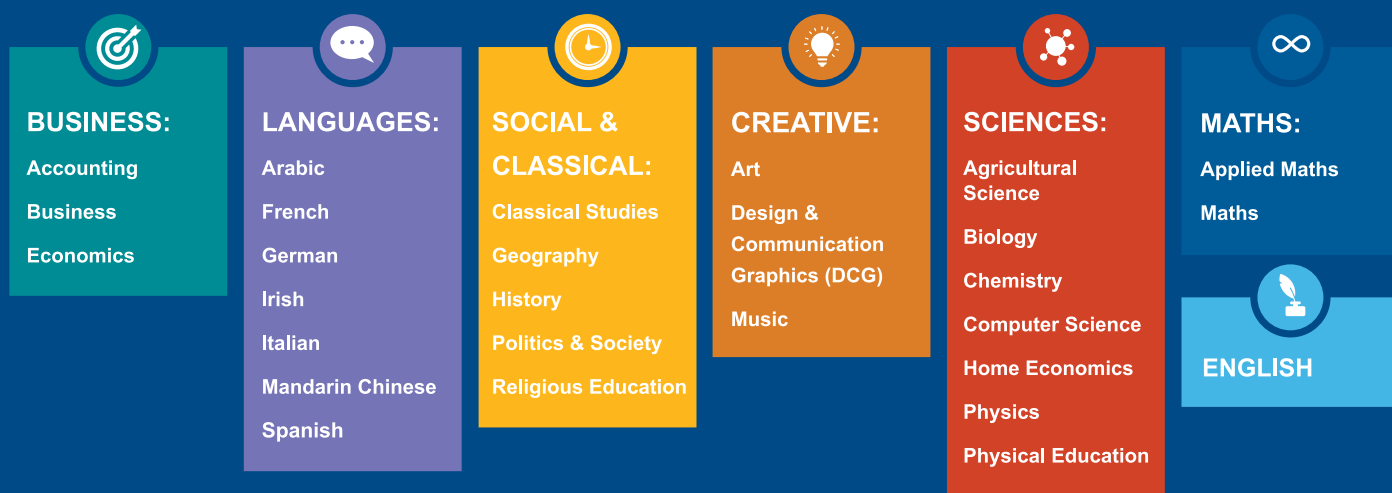 BUSINESS:
Accounting
Business
Economics
LANGUAGES:
Arabic
French
German
Irish
Italian
Mandarin Chinese
Spanish
SOCIAL &
CLASSICAL:
Classical Studies
Geography
History
Politics & Society
Religious Education
CREATIVE:
Art
Design &
Communication
Graphics (DCG)
Music
SCIENCES:
Agricultural
Science
Biology
Chemistry
Computer Science
Home Economics
Physics
Physical Education
MATHS:
Applied Maths
Maths
ENGLISH